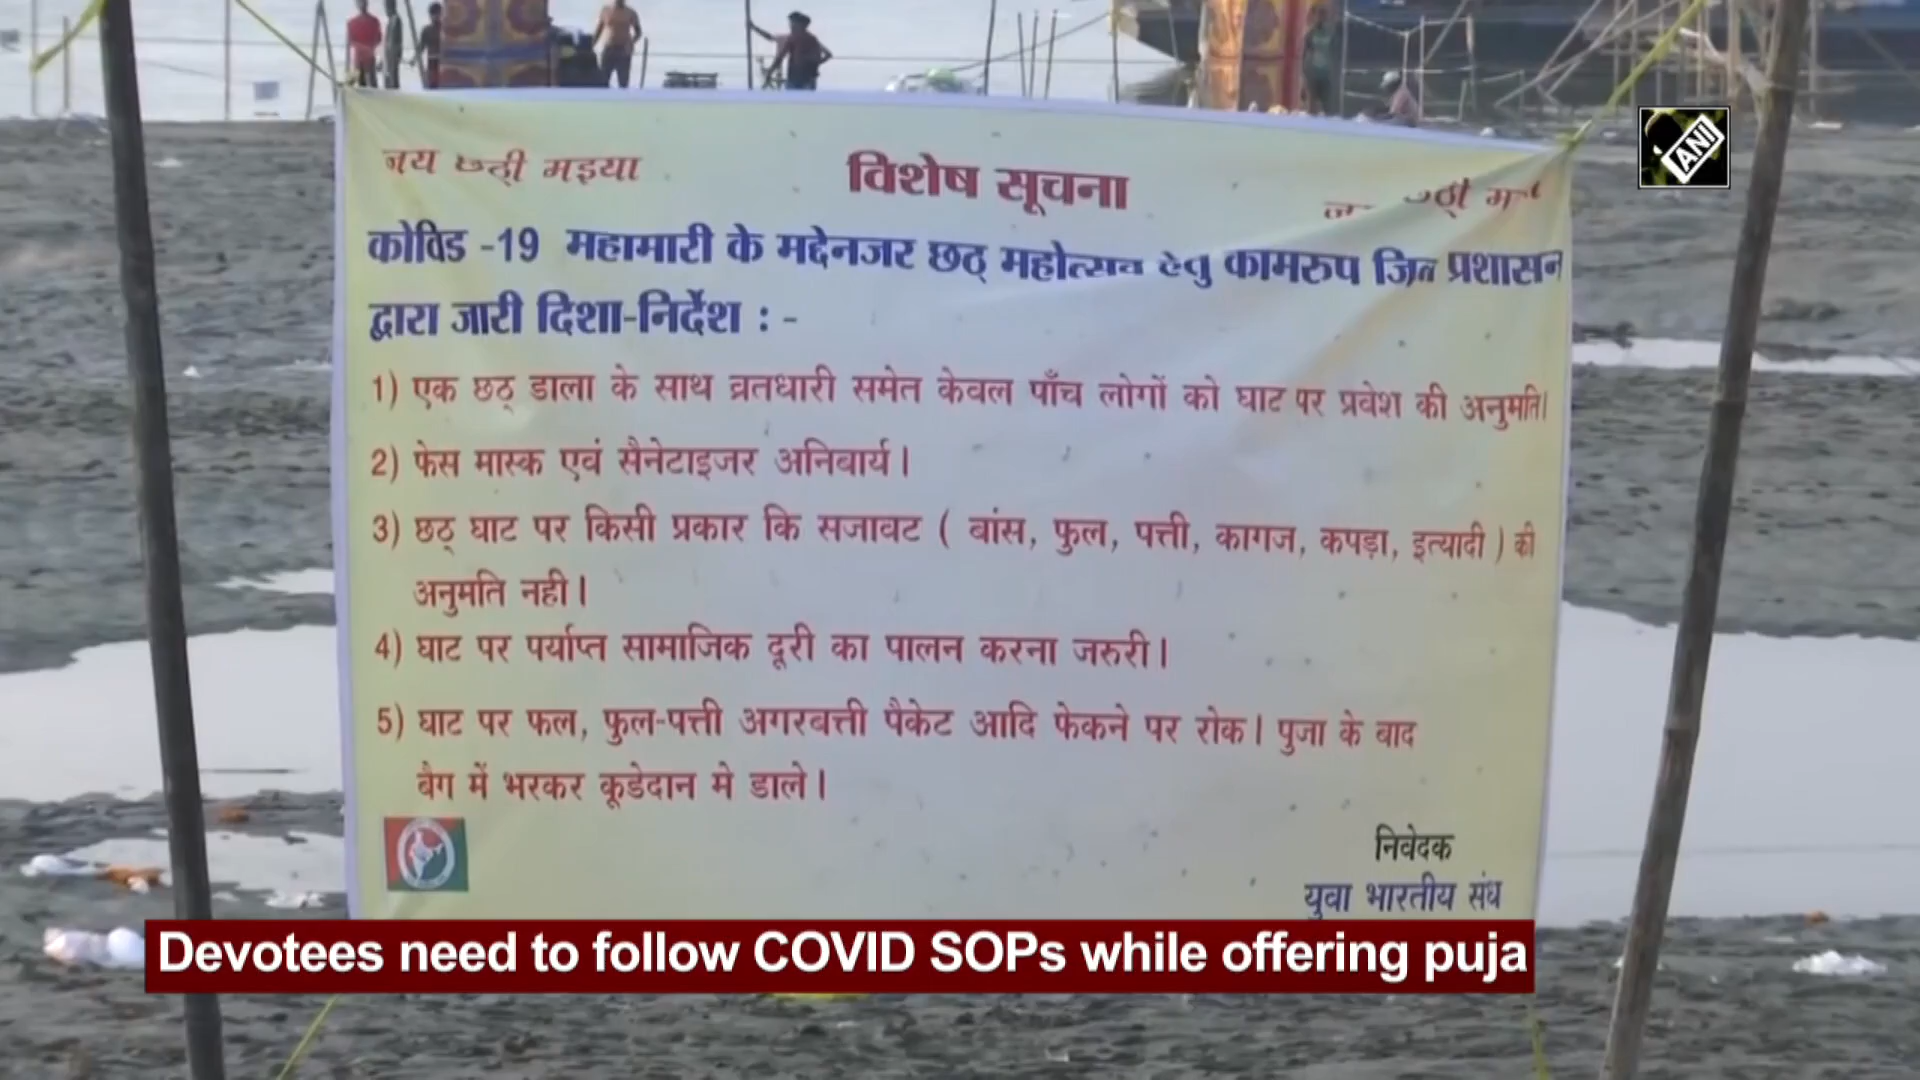 जय छठी मइया
विशेष सूचना
कोविड -19 महामारी के मद्देनजर छठ् महोत्सव हेतु कामरुप जिला प्रशासन
द्वारा जारी दिशा-निर्देश : -
1) एक छठ् डाला के साथ व्रतधारी समेत केवल पाँच लोगों को घाट पर प्रवेश की अनुमति।
2) फेस मास्क एवं सैनेटाइजर अनिवार्य।
3) छठ् घाट पर किसी प्रकार कि सजावट ( बांस, फुल, पत्ती, कागज, कपड़ा, इत्यादी ) की
अनुमति नही।
4) घाट पर पर्याप्त सामाजिक दूरी का पालन करना जरुरी।
5) घाट पर फल, फुल-पत्ती अगरबत्ती पैकेट आदि फेकने पर रोक। पुजा के बाद
बैग में भरकर कूडेदान मे डाले।
निवेदक
युवा भारतीय संघ
ANI
Devotees need to follow COVID SOPs while offering puja